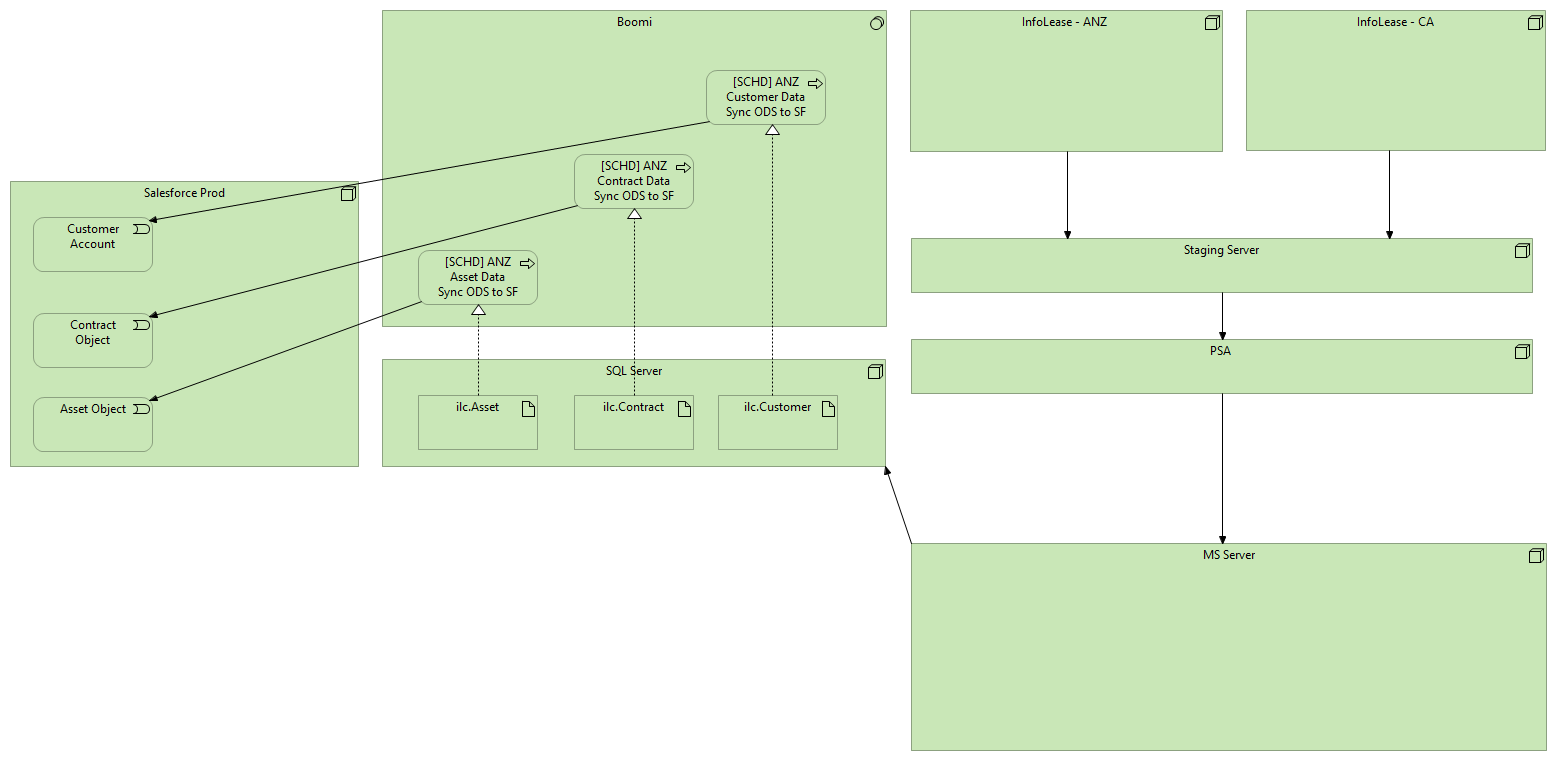 Boomi
InfoLease - ANZ
InfoLease - CA
[SCHD] ANZ
Customer Data
Sync ODS to SF
[SCHD] ANZ
Contract Data
Sync ODS to SF
[SCHD] ANZ
Asset Data
Sync ODS to SF
Salesforce Prod
Customer
Account
Contract
Object
Asset Object
SQL Server
ilc.Asset
ilc.Contract
ilc.Customer
Staging Server
PSA
MS Server